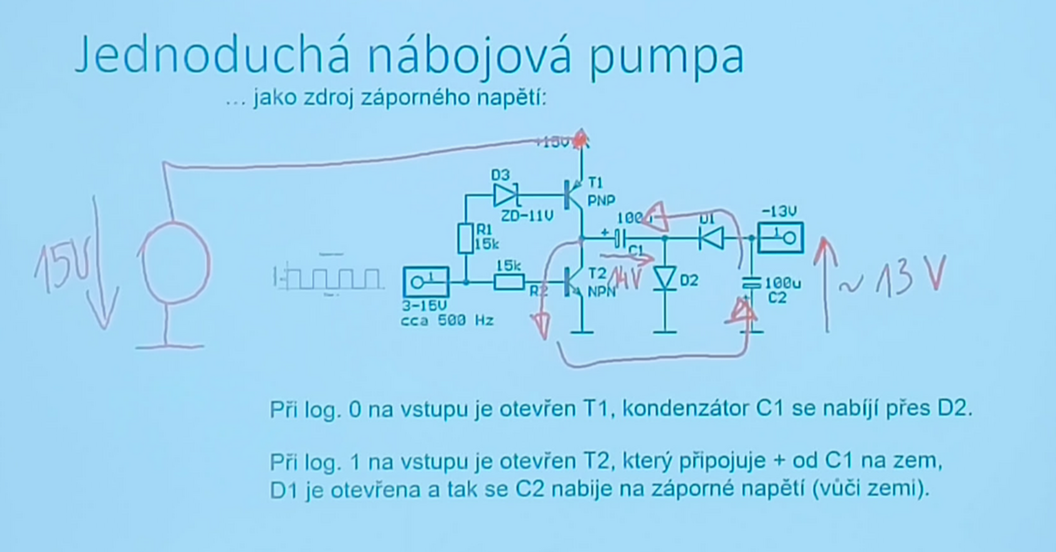 Jednoduchá nábojová pumpa
... jako zdroj záporného napětí:
+15V
D3
T1
PNP
ZD-11V
100u
D1
-13V
R1
15k
+
C1
15V
15k
T2
14V
D2
100u
C2
~ 13 V
R2
NPN
3-15V
cca 500 Hz
Při log. 0 na vstupu je otevřen T1, kondenzátor C1 se nabíjí přes D2.
Při log. 1 na vstupu je otevřen T2, který připojuje + od C1 na zem,
D1 je otevřena a tak se C2 nabije na záporné napětí (vůči zemi).